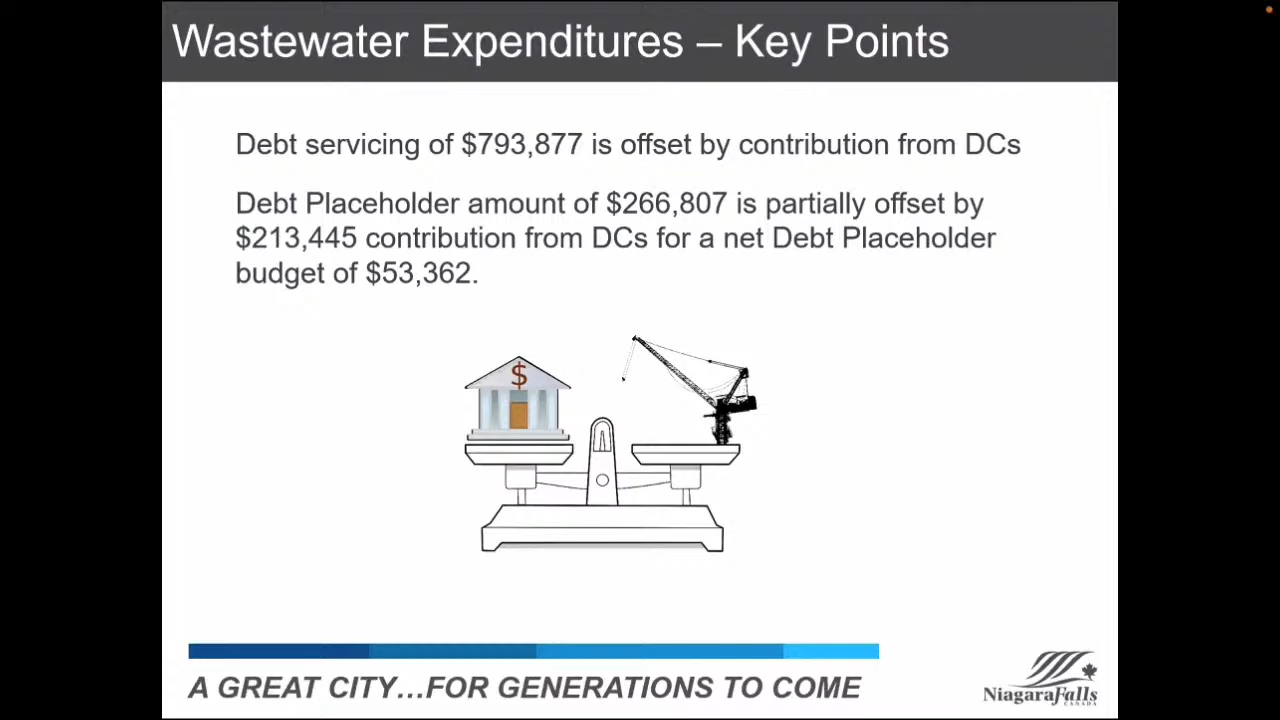 Wastewater Expenditures – Key Points
Debt servicing of $793,877 is offset by contribution from DCs
Debt Placeholder amount of $266,807 is partially offset by
$213,445 contribution from DCs for a net Debt Placeholder
budget of $53,362.
$
A GREAT CITY…FOR GENERATIONS TO COME
NiagaraFalls
CANADA